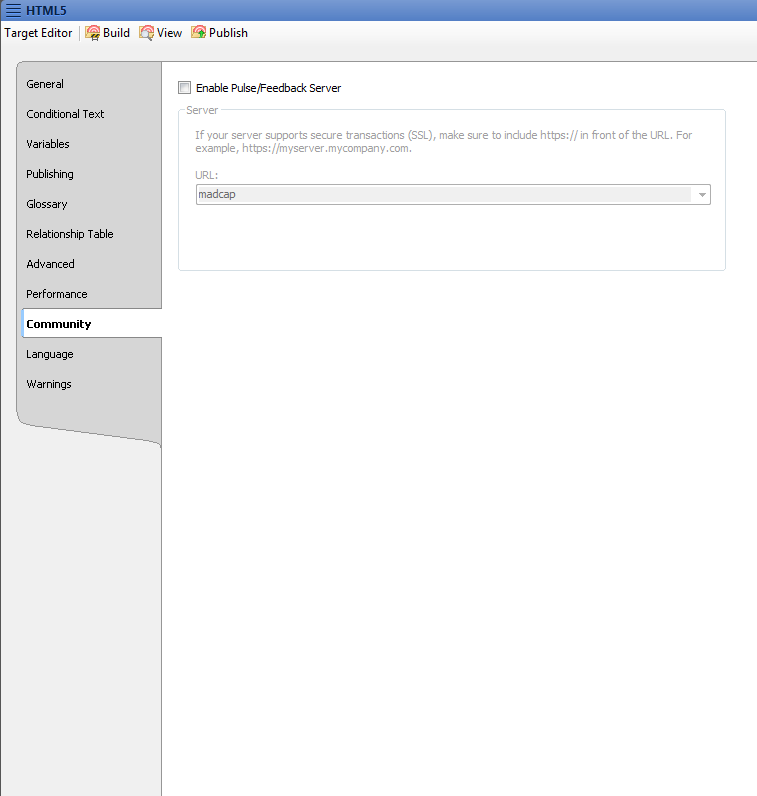 HTML5
Target Editor Build View Publish
General
Conditional Text
Variables
Publishing
Glossary
Relationship Table
Advanced
Performance
Community
Language
Warnings
Enable Pulse/Feedback Server
Server
If your server supports secure transactions (SSL), make sure to include https:// in front of the URL. For
example, https://myserver.mycompany.com.
URL:
madcap